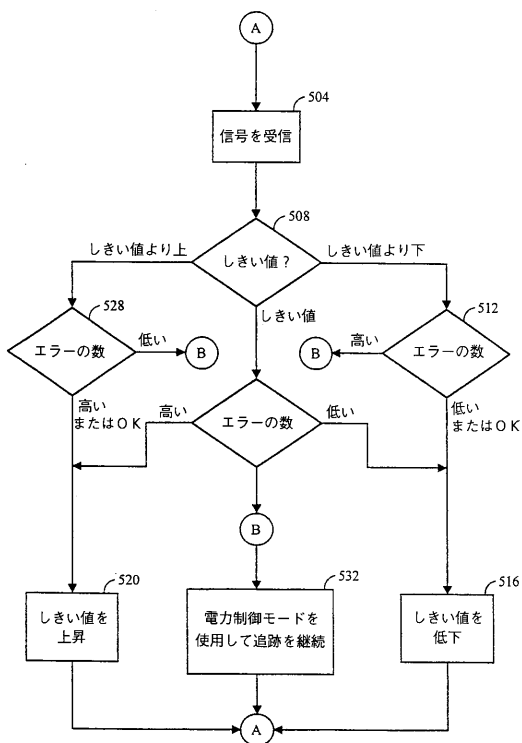 A
504
信号を受信
508
しきい値より上
しきい値?
しきい値より下
528
しきい値
512
エラーの数
低い
B
B
高い
エラーの数
高い
またはOK
高い
エラーの数
低い
低い
またはOK
B
520
532
516
しきい値を
上昇
電力制御モードを
使用して追跡を継続
しきい値を
低下
A